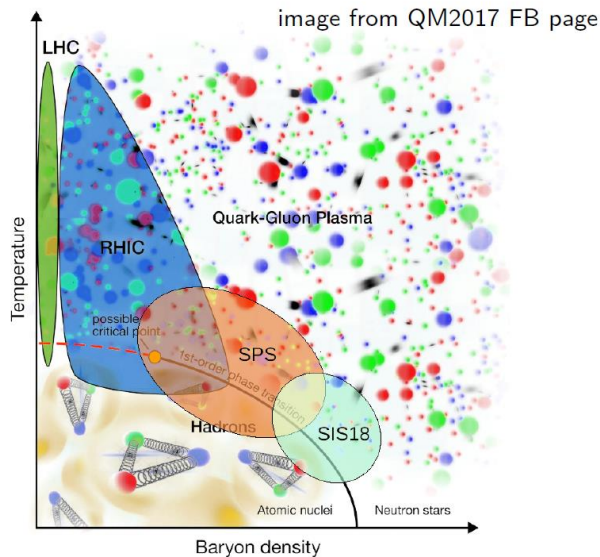 image from QM2017 FB page
LHC
Quark-Gluon Plasma
RHIC
Temperature
possible
critical point
SPS
1st-order phase transition
Hadrons
SIS18
Atomic nuclei
Neutron stars
Baryon density